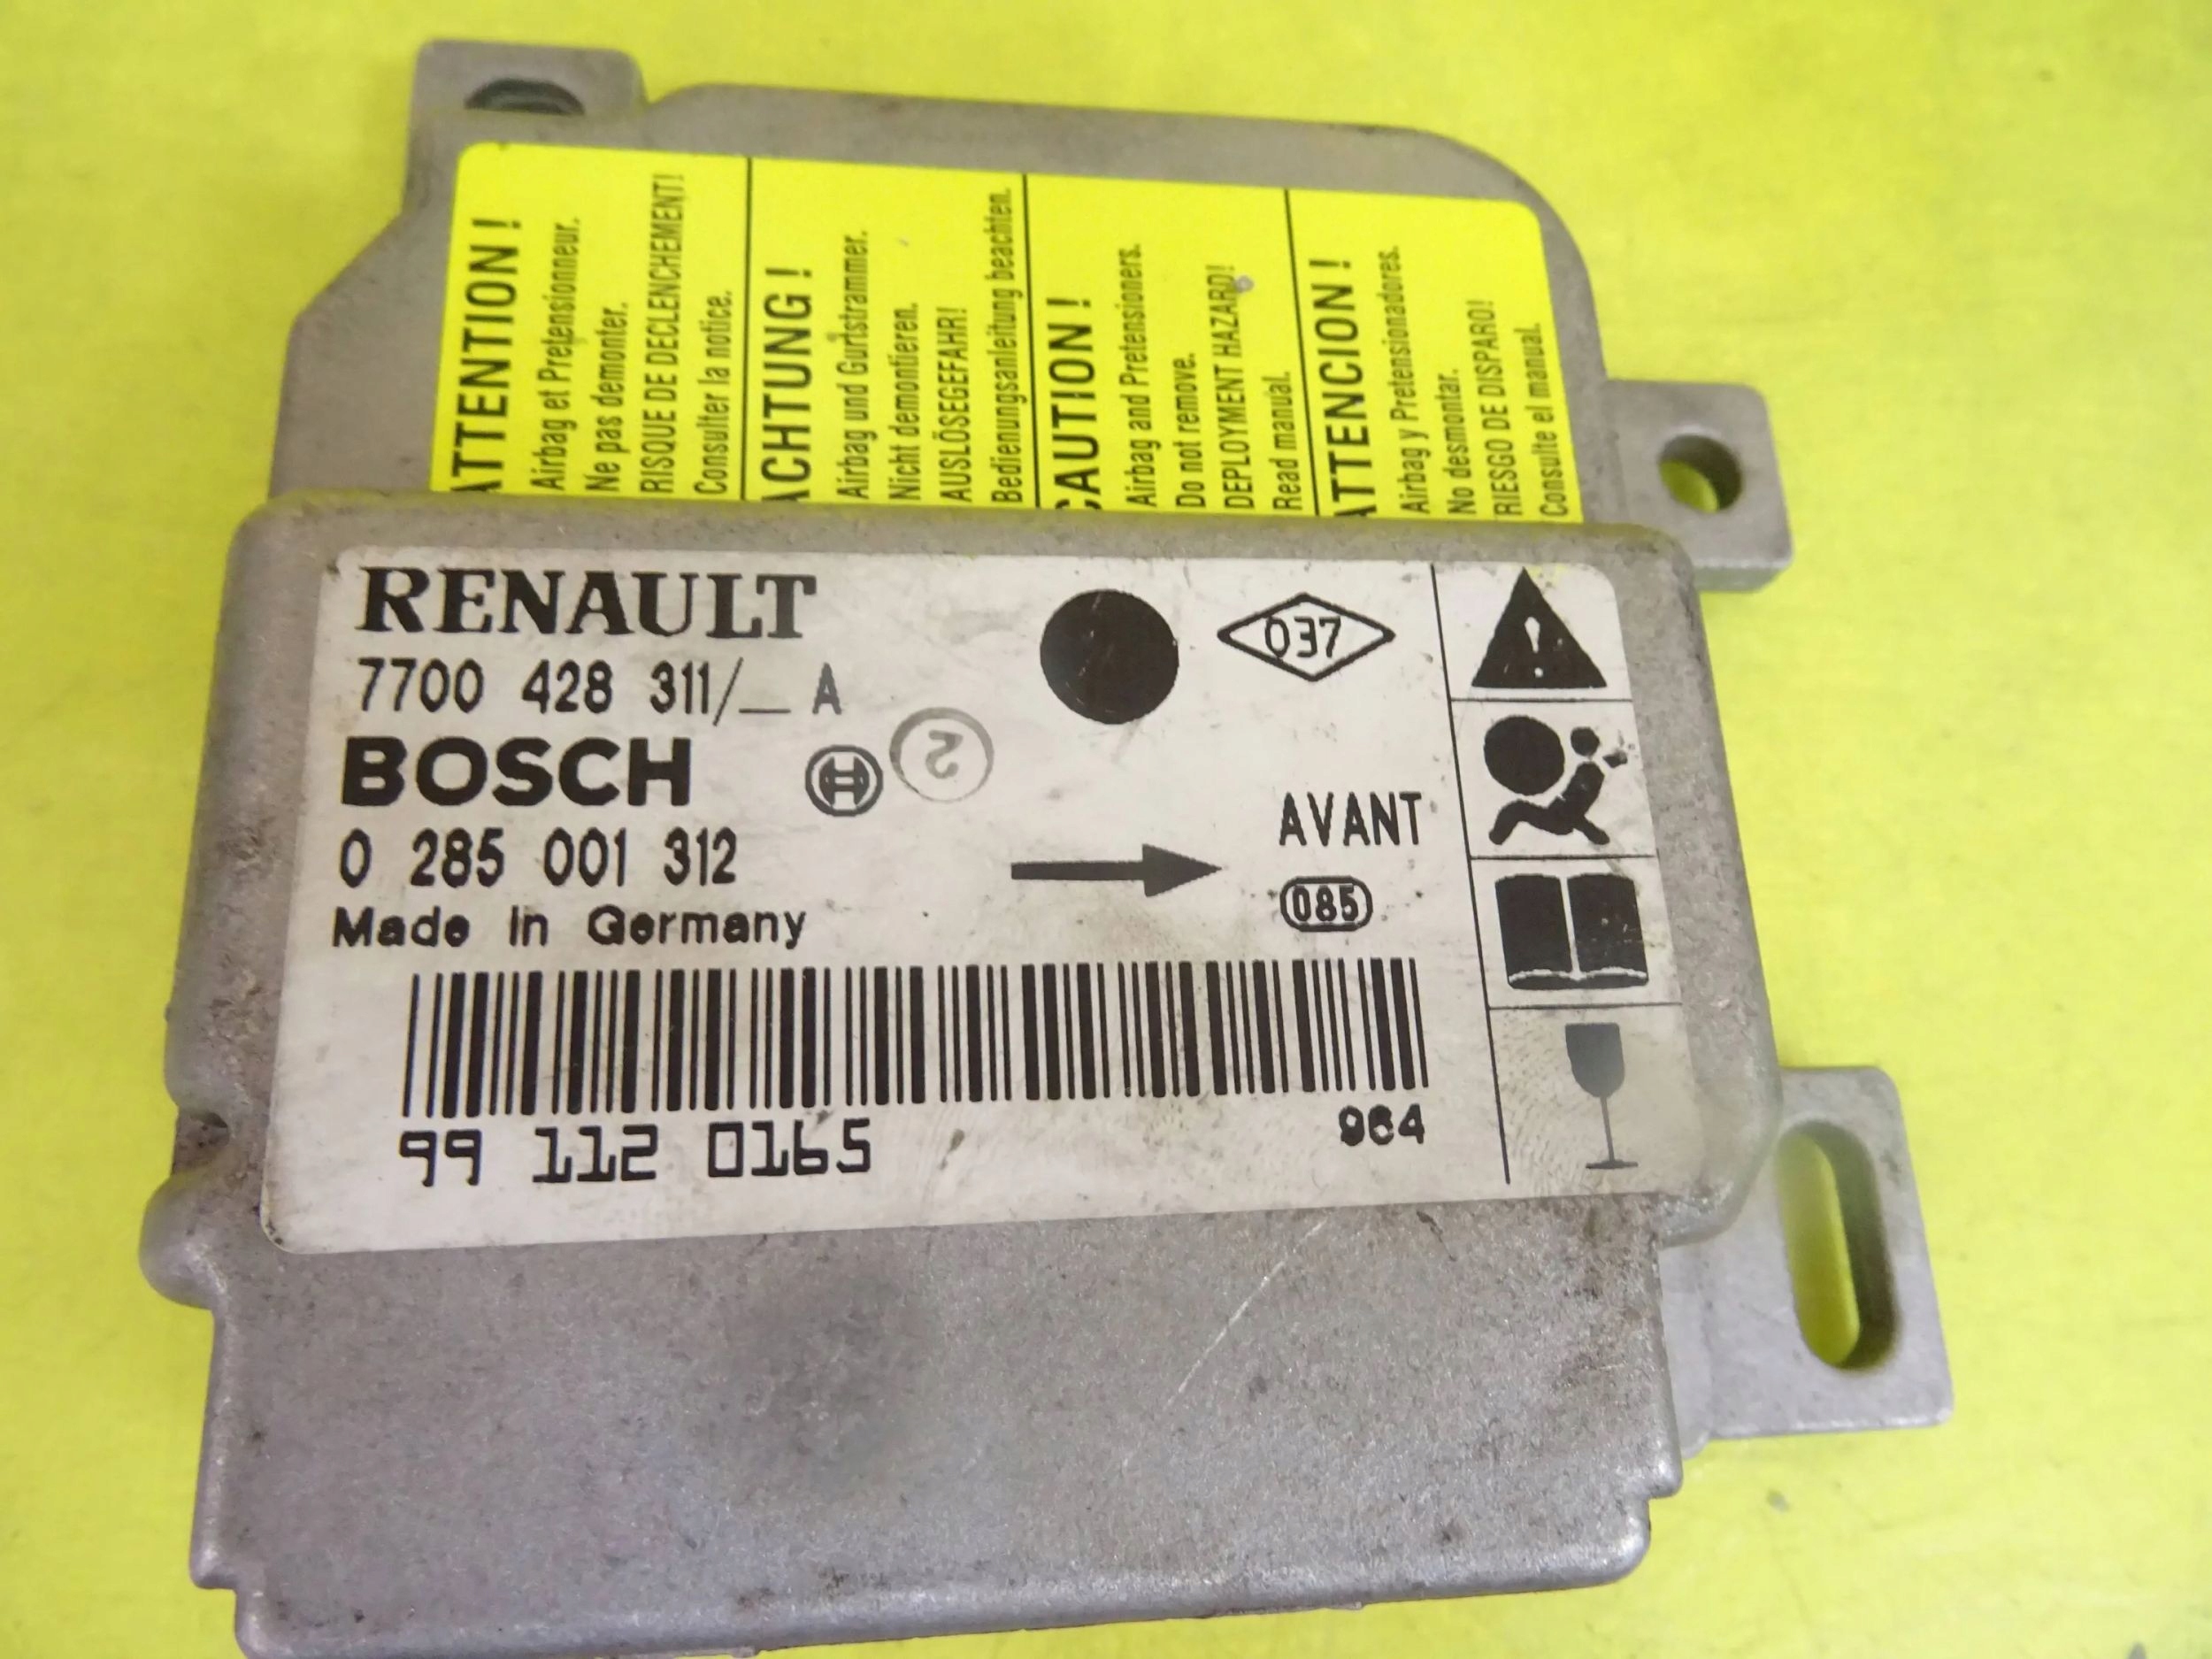 ATTENTION !
Airbag et Pretensionneur.
Ne pas demonter.
RISQUE DE DECLENCHEMENT!
Consulter la notice.
ACHTUNG !
Airbag und Gurtstrammer.
Nicht demontieren.
AUSLÖSEGEFAHR!
Bedienungsanleitung beachten.
CAUTION !
Airbag and Pretensioners.
Do not remove.
DEPLOYMENT HAZARD!
Read manual.
ATTENCION !
Airbag y Pretensionadores.
No desmontar.
RIESGO DE DISPARO!
Consulte el manual.
RENAULT
037
7700 428 311/_ A
BOSCH
2
AVANT
0 285 001 312
085
Made in Germany
99 112 0165
964